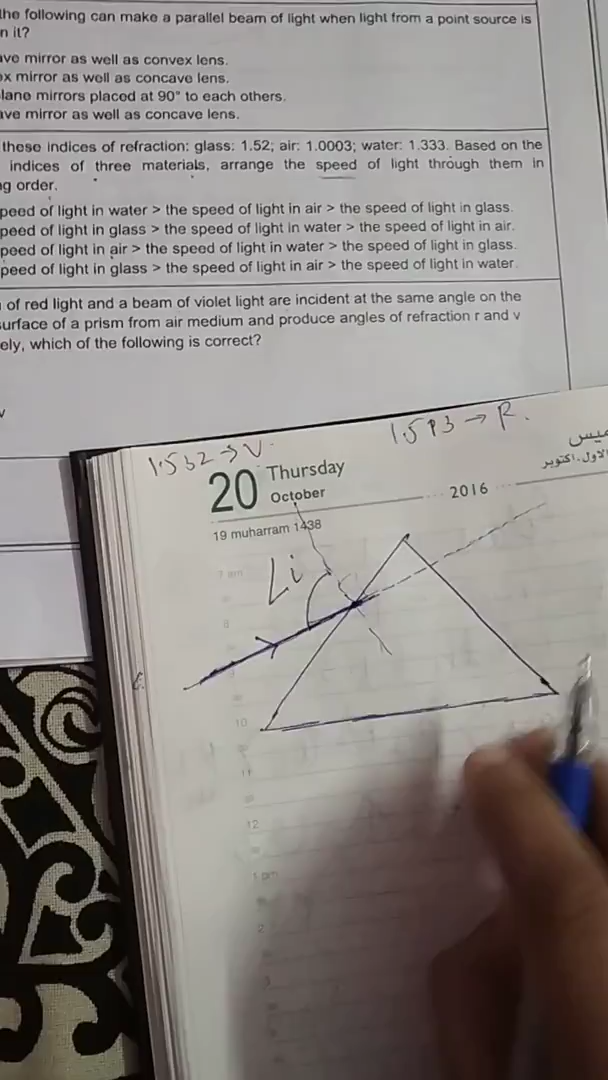 the following can make a parallel beam of light when light from a point source is
n it?
ave mirror as well as convex lens.
ex mirror as well as concave lens.
lane mirrors placed at 90° to each others.
ave mirror as well as concave lens.
these indices of refraction: glass: 1.52; air: 1.0003; water: 1.333. Based on the
indices of three materials, arrange the speed of light through them in
ng order.
peed of light in water > the speed of light in air > the speed of light in glass.
peed of light in glass > the speed of light in water > the speed of light in air.
peed of light in air > the speed of light in water > the speed of light in glass.
peed of light in glass > the speed of light in air > the speed of light in water.
of red light and a beam of violet light are incident at the same angle on the
surface of a prism from air medium and produce angles of refraction r and v
ely, which of the following is correct?
v
1.532 → V.
1.513 → R.
20 Thursday
October
2016
ميس
الاول.اكتوبر
19 muharram 1438
7 am
8
Li
10
11
12
1 pm
2
3